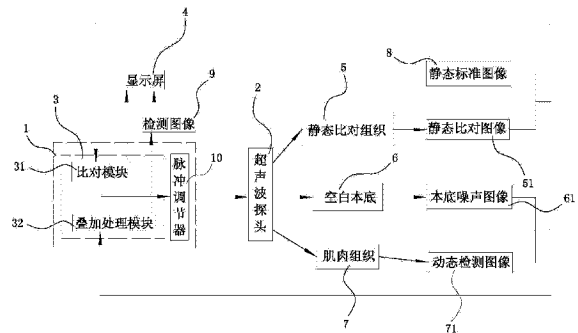 4
显示屏
9
检测图像
3
1
31
比对模块
32
叠加处理模块
脉冲调节器
10
2
超声波探头
5
静态比对组织
6
空白本底
肌肉组织
7
8
静态标准图像
静态比对图像
51
本底噪声图像
61
动态检测图像
71